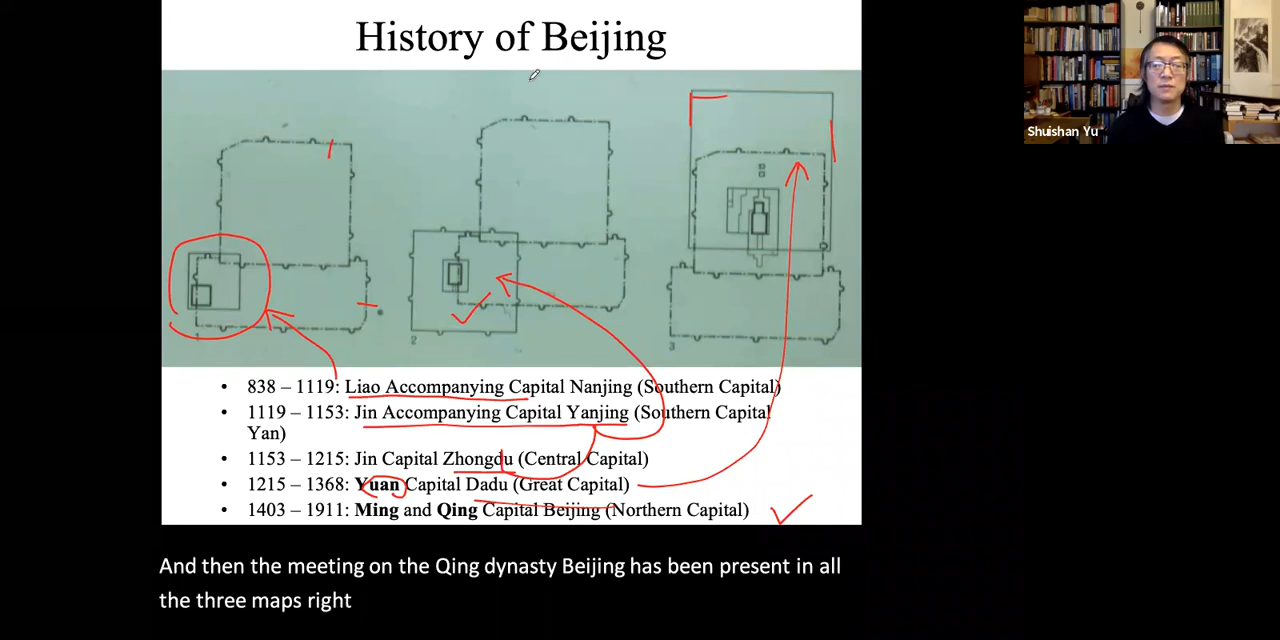 History of Beijing
Shuishan Yu
1
2
3
• 838 – 1119: Liao Accompanying Capital Nanjing (Southern Capital)
• 1119 – 1153: Jin Accompanying Capital Yanjing (Southern Capital
Yan)
• 1153 – 1215: Jin Capital Zhongdu (Central Capital)
• 1215 – 1368: Yuan Capital Dadu (Great Capital)
• 1403 – 1911: Ming and Qing Capital Beijing (Northern Capital)
And then the meeting on the Qing dynasty Beijing has been present in all
the three maps right